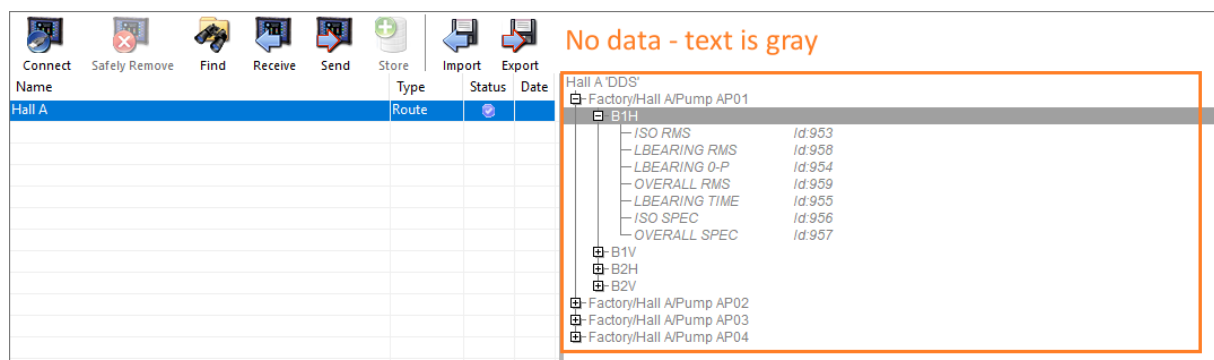 No data - text is gray
Connect Safely Remove Find Receive Send Store Import Export
Name Type Status Date
Hall A Route
Hall A 'DDS'
Factory/Hall A/Pump AP01
B1H
ISO RMS Id:953
LBEARING RMS Id:958
LBEARING 0-P Id:954
OVERALL RMS Id:959
LBEARING TIME Id:955
ISO SPEC Id:956
OVERALL SPEC Id:957
B1V
B2H
B2V
Factory/Hall A/Pump AP02
Factory/Hall A/Pump AP03
Factory/Hall A/Pump AP04